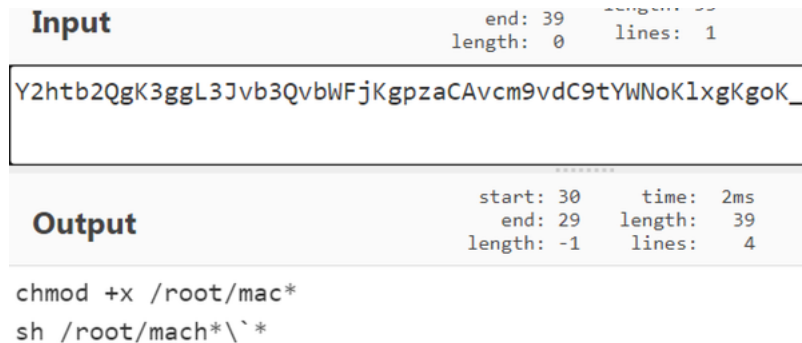 Input
end: 39
length: 0 lines: 1
Y2htb2QgK3ggL3Jvb3QvbWFjKgpzaCAvcm9vdC9tYWNoKlxgKgoK_
Output
start: 30 time: 2ms
end: 29 length: 39
length: -1 lines: 4
chmod +x /root/mac*
sh /root/mach*\`*